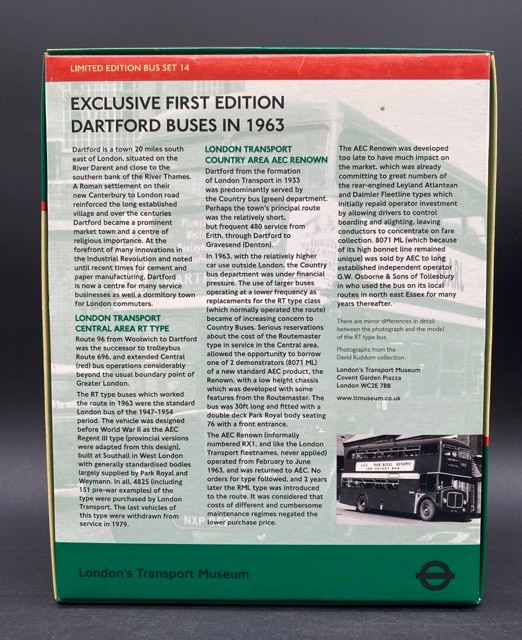 LIMITED EDITION BUS SET 14
EXCLUSIVE FIRST EDITION
DARTFORD BUSES IN 1963
Dartford is a town 20 miles south
east of London, situated on the
River Darent and close to the
southern bank of the River Thames.
A Roman settlement on their
new Canterbury to London road
reinforced the long established
village and over the centuries
Dartford became a prominent
market town and a centre of
religious importance. At the
forefront of many innovations in
the Industrial Revolution and noted
until recent times for cement and
paper manufacturing, Dartford
is now a centre for many service
businesses as well a dormitory town
for London commuters.
LONDON TRANSPORT
CENTRAL AREA RT TYPE
Route 96 from Woolwich to Dartford
was the successor to trolleybus
Route 696, and extended Central
(red) bus operations considerably
beyond the usual boundary point of
Greater London.
The RT type buses which worked
the route in 1963 were the standard
London bus of the 1947-1954
period. The vehicle was designed
before World War II as the AEC
Regent III type (provincial versions
were adapted from this design),
built at Southall in West London
with generally standardised bodies
largely supplied by Park Royal and
Weymann. In all, 4825 (including
151 pre-war examples) of the
type were purchased by London
Transport. The last vehicles of
this type were withdrawn from
service in 1979.
LONDON TRANSPORT
COUNTRY AREA AEC RENOWN
Dartford from the formation
of London Transport in 1933
was predominantly served by
the Country bus (green) department.
Perhaps the town's principal route
was the relatively short,
but frequent 480 service from
Erith, through Dartford to
Gravesend (Denton).
In 1963, with the relatively higher
car use outside London, the Country
bus department was under financial
pressure. The use of larger buses
operating at a lower frequency as
replacements for the RT type class
(which normally operated the route)
became of increasing concern to
Country Buses. Serious reservations
about the cost of the Routemaster
type in service in the Central area,
allowed the opportunity to borrow
one of 2 demonstrators (8071 ML)
of a new standard AEC product, the
Renown, with a low height chassis
which was developed with some
features from the Routemaster. The
bus was 30ft long and fitted with a
double deck Park Royal body seating
76 with a front entrance.
The AEC Renown (informally
numbered RX1, and like the London
Transport fleetnames, never applied)
operated from February to June
1963, and was returned to AEC. No
orders for type followed, and 2 years
later the RML type was introduced
to the route. It was considered that
costs of different and cumbersome
maintenance regimes negated the
lower purchase price.
The AEC Renown was developed
too late to have much impact on
the market, which was already
committing to great numbers of
the rear-engined Leyland Atlantean
and Daimler Fleetline types which
initially repaid operator investment
by allowing drivers to control
boarding and alighting, leaving
conductors to concentrate on fare
collection. 8071 ML (which because
of its high bonnet line remained
unique) was sold by AEC to long
established independent operator
G.W. Osborne & Sons of Tollesbury
in who used the bus on its local
routes in north east Essex for many
years thereafter.
There are minor differences in detail
between the photograph and the model
of the RT type bus.
Photographs from the
David Ruddom collection.
London's Transport Museum
Covent Garden Piazza
London WC2E 7BB
www.ltmuseum.co.uk
London's Transport Museum